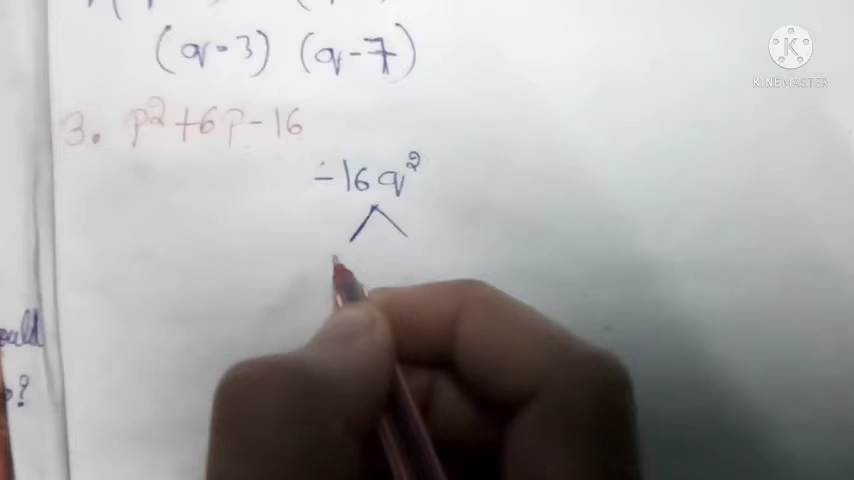 (q-3) (q-7)
3. p²+6p-16
-16q²
K
KINEMASTER
?